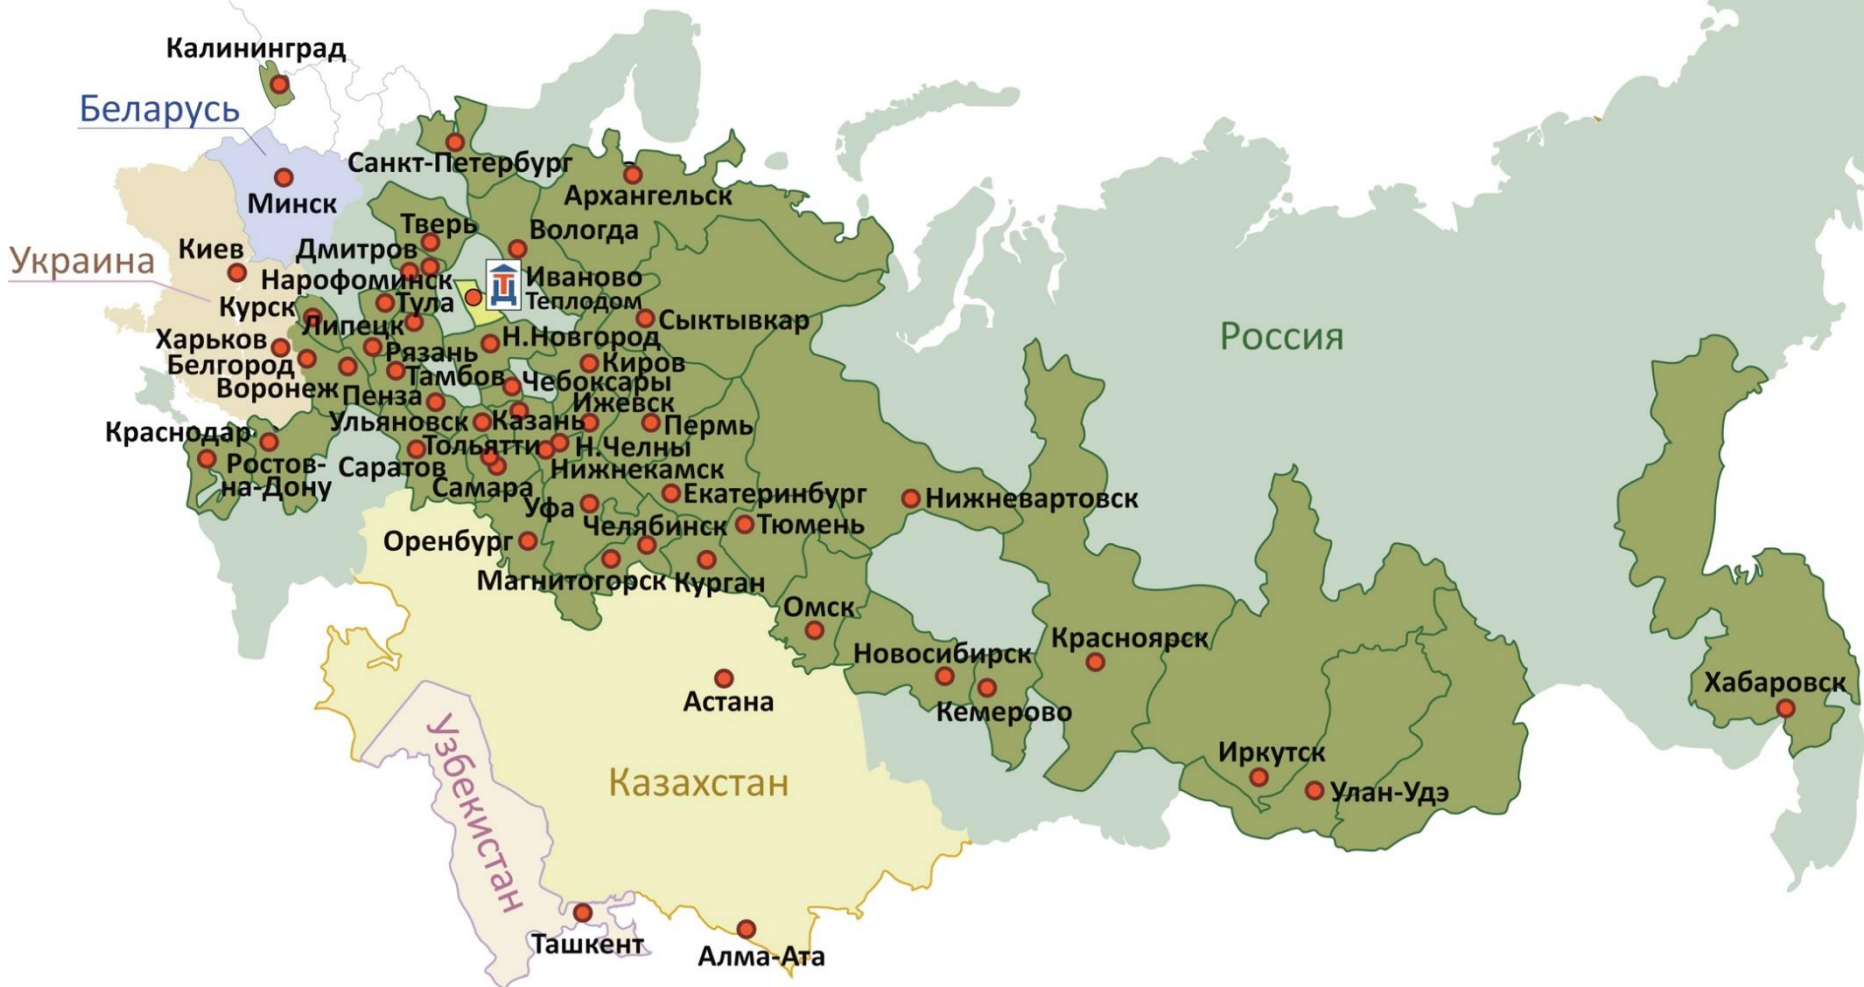 Калининград
Беларусь
Санкт-Петербург
Архангельск
Минск
Тверь
Вологда
Киев
Дмитров
Украина
Нарофоминск
Иваново
Теплодом
Курск
Тула
Сыктывкар
Россия
Липецк
Харьков
Н.Новгород
Белгород
Рязань
Киров
Воронеж
Тамбов
Чебоксары
Пенза
Ижевск
Ульяновск
Казань
Пермь
Краснодар
Тольятти
Н.Челны
Ростов-
на-Дону
Саратов
Нижнекамск
Самара
Екатеринбург
Нижневартовск
Уфа
Челябинск
Тюмень
Оренбург
Магнитогорск
Курган
Омск
Новосибирск
Красноярск
Астана
Кемерово
Хабаровск
Узбекистан
Казахстан
Иркутск
Улан-Удэ
Ташкент
Алма-Ата